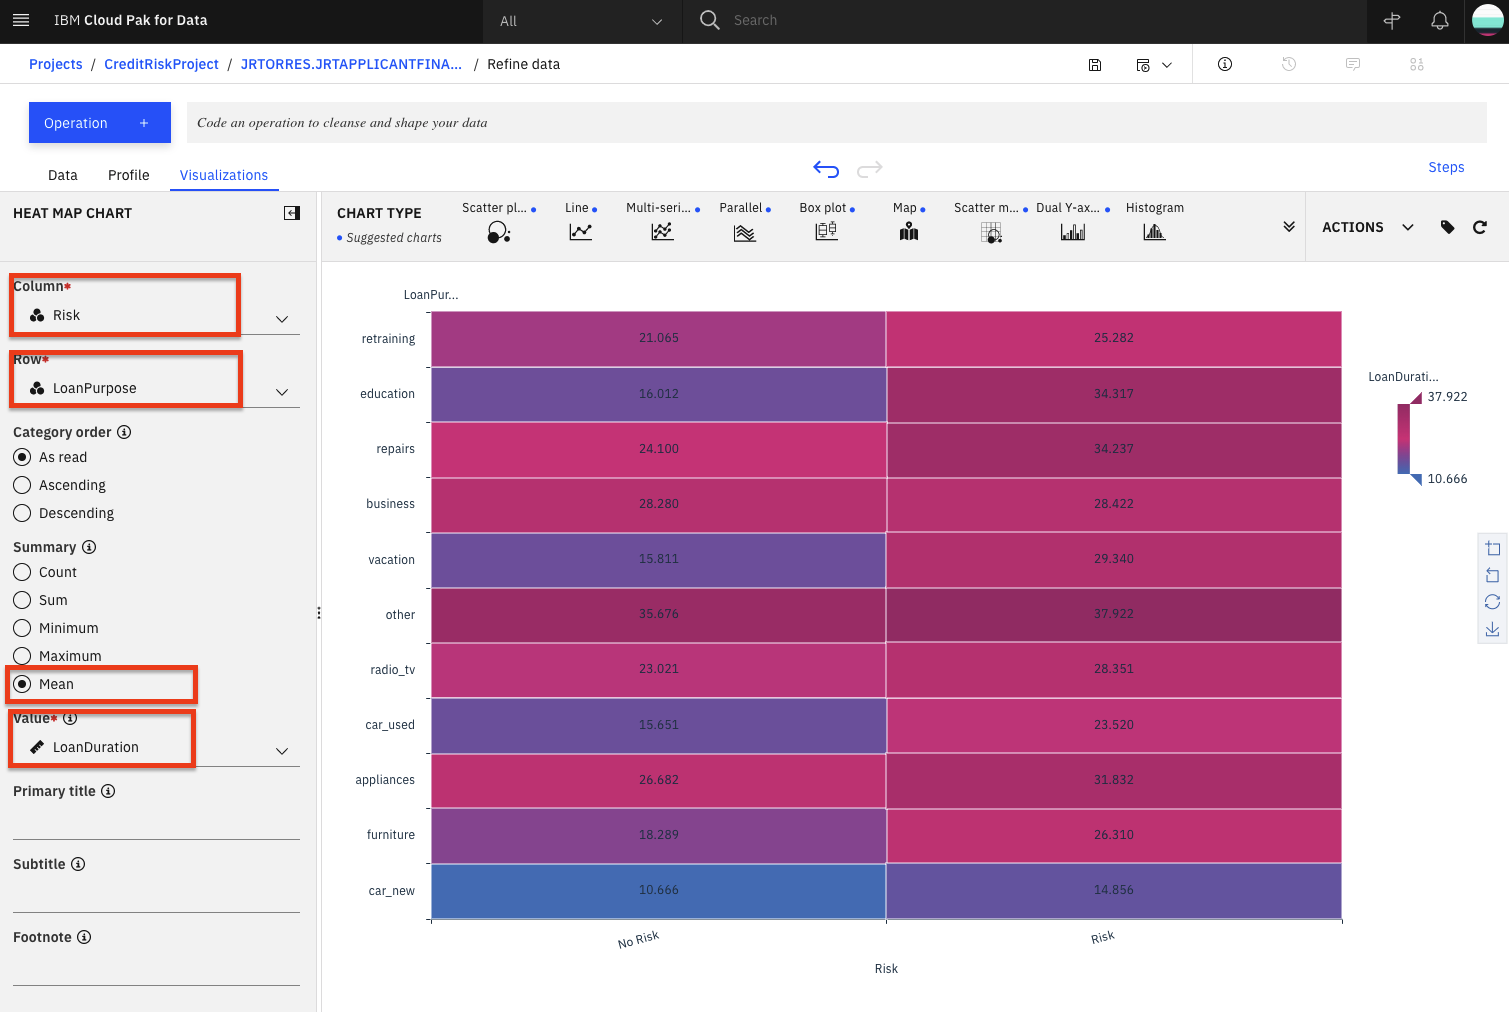 IBM Cloud Pak for Data
All
Search
Projects / CreditRiskProject / JRTORRES.JRTAPPLICANTFINA... / Refine data
Operation +
Code an operation to cleanse and shape your data
Data
Profile
Visualizations
Steps
HEAT MAP CHART
CHART TYPE
Suggested charts
Scatter pl...
Line
Multi-seri...
Parallel
Box plot
Map
Scatter m...
Dual Y-ax...
Histogram
ACTIONS
Column*
Risk
Row*
LoanPurpose
Category order
As read
Ascending
Descending
Summary
Count
Sum
Minimum
Maximum
Mean
Value*
LoanDuration
Primary title
Subtitle
Footnote
LoanPur...
retraining 21.065 25.282
education 16.012 34.317
repairs 24.100 34.237
business 28.280 28.422
vacation 15.811 29.340
other 35.676 37.922
radio_tv 23.021 28.351
car_used 15.651 23.520
appliances 26.682 31.832
furniture 18.289 26.310
car_new 10.666 14.856
No Risk Risk
Risk
LoanDurati...
37.922
10.666